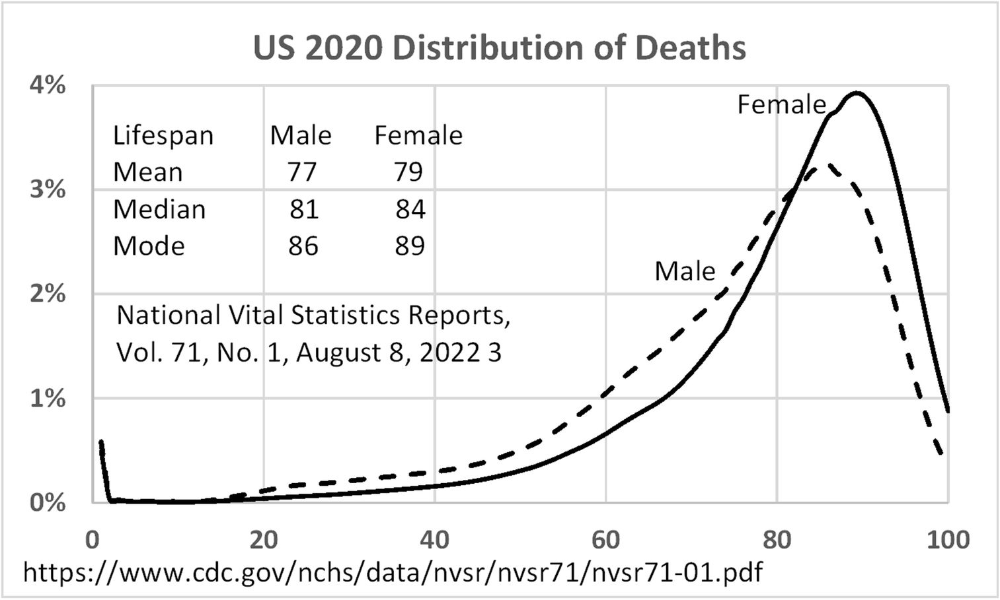 US 2020 Distribution of Deaths
4%
3%
2%
1%
0%
Lifespan Male Female
Mean 77 79
Median 81 84
Mode 86 89
National Vital Statistics Reports,
Vol. 71, No. 1, August 8, 2022 3
Female
Male
0 20 40 60 80 100
https://www.cdc.gov/nchs/data/nvsr/nvsr71/nvsr71-01.pdf